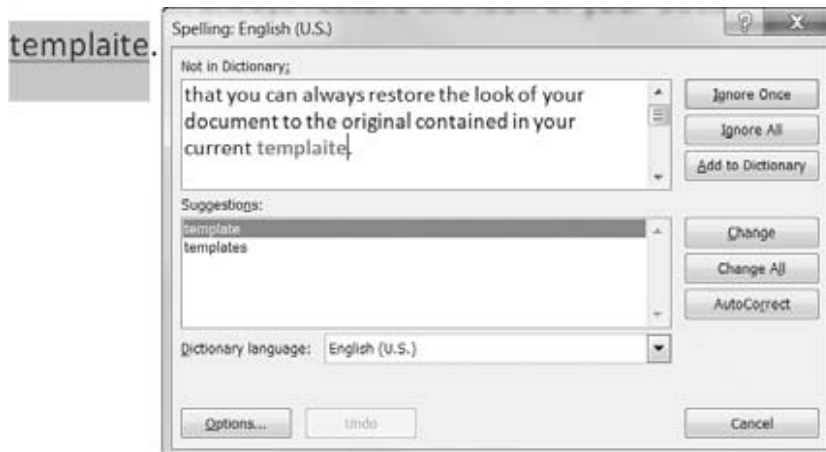 templaite.
Spelling: English (U.S.)
Not in Dictionary:
that you can always restore the look of your
document to the original contained in your
current templaite.
Ignore Once
Ignore All
Add to Dictionary
Suggestions:
template
templates
Change
Change All
AutoCorrect
Dictionary language: English (U.S.)
Options... Undo Cancel